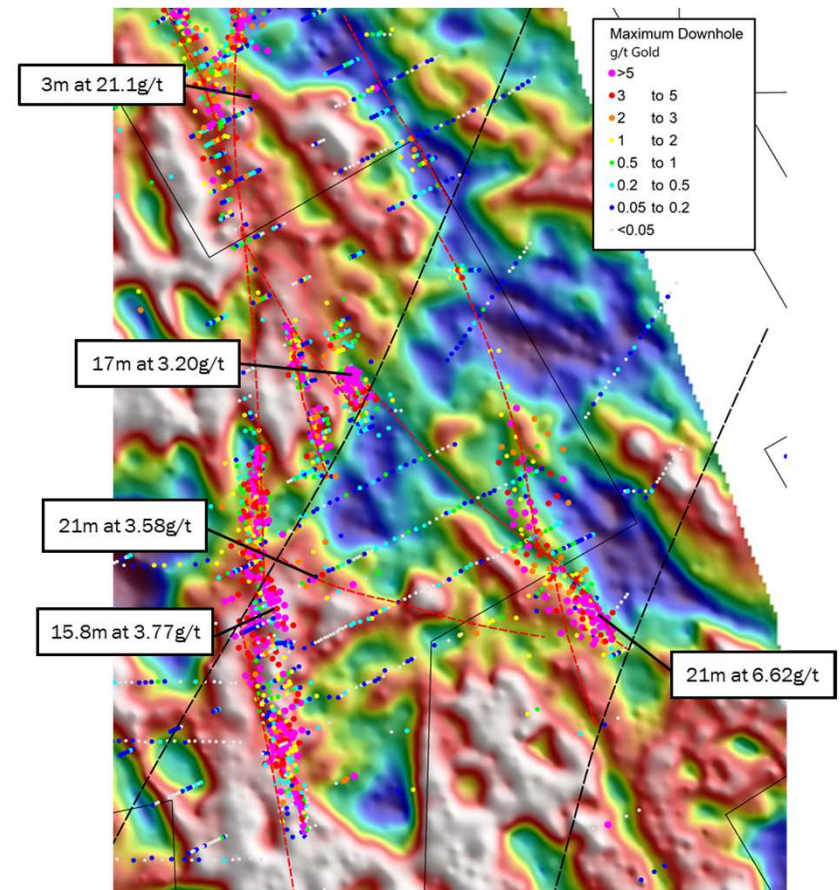 Maximum Downhole
g/t Gold
>5
3 to 5
2 to 3
1 to 2
0.5 to 1
0.2 to 0.5
0.05 to 0.2
<0.05
3m at 21.1g/t
17m at 3.20g/t
21m at 3.58g/t
15.8m at 3.77g/t
21m at 6.62g/t